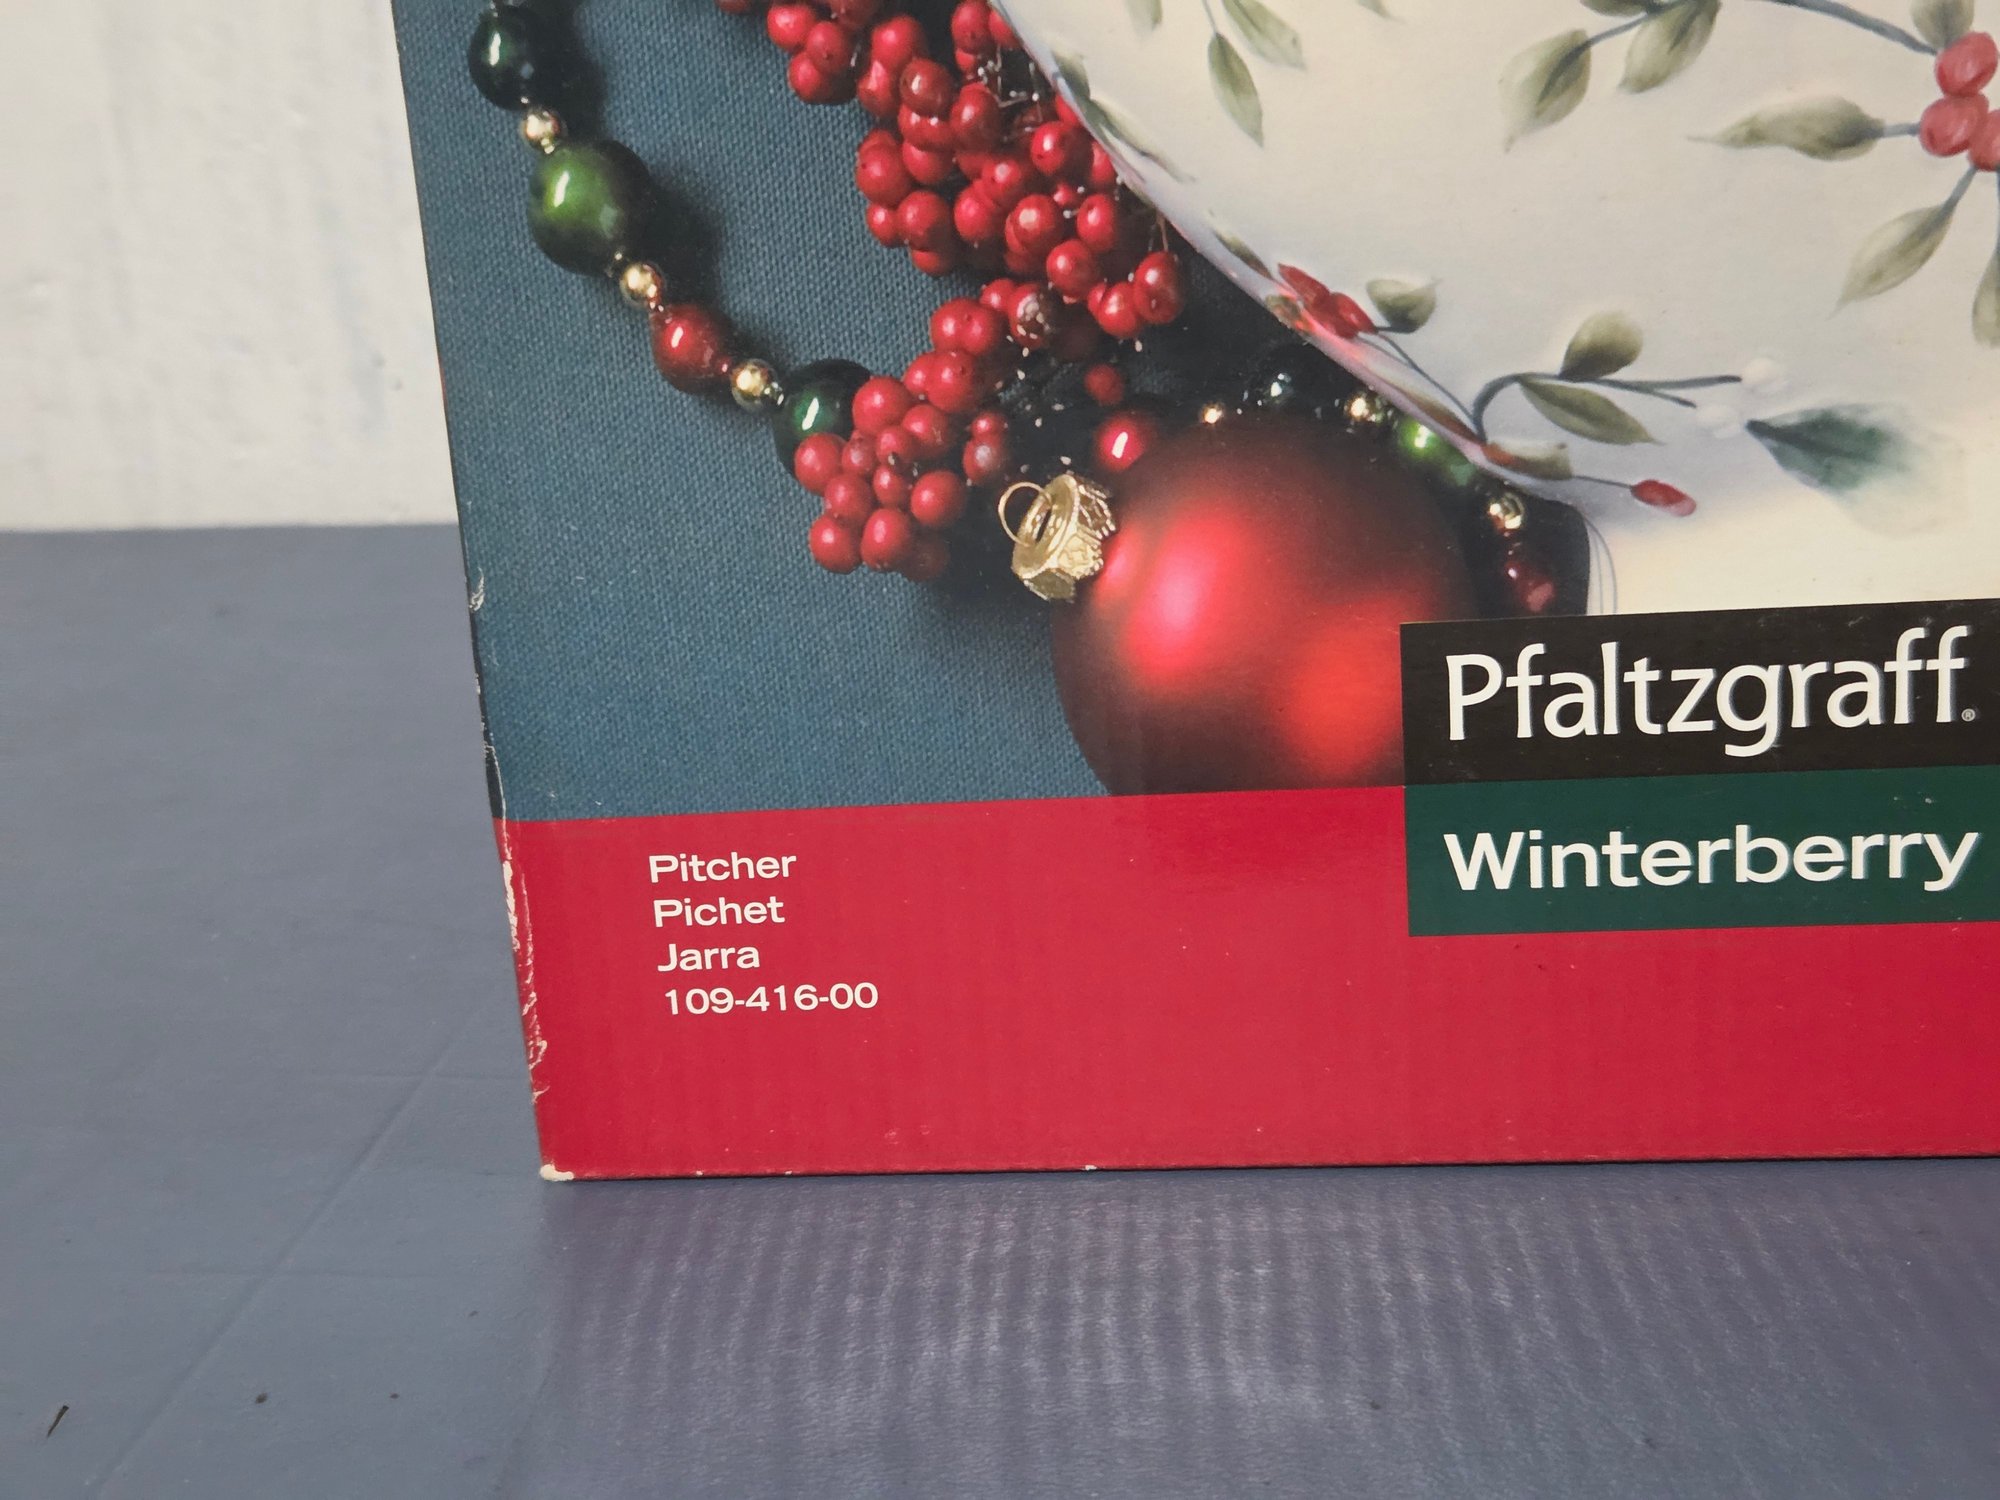 Pfaltzgraff®
Winterberry
Pitcher
Pichet
Jarra
109-416-00